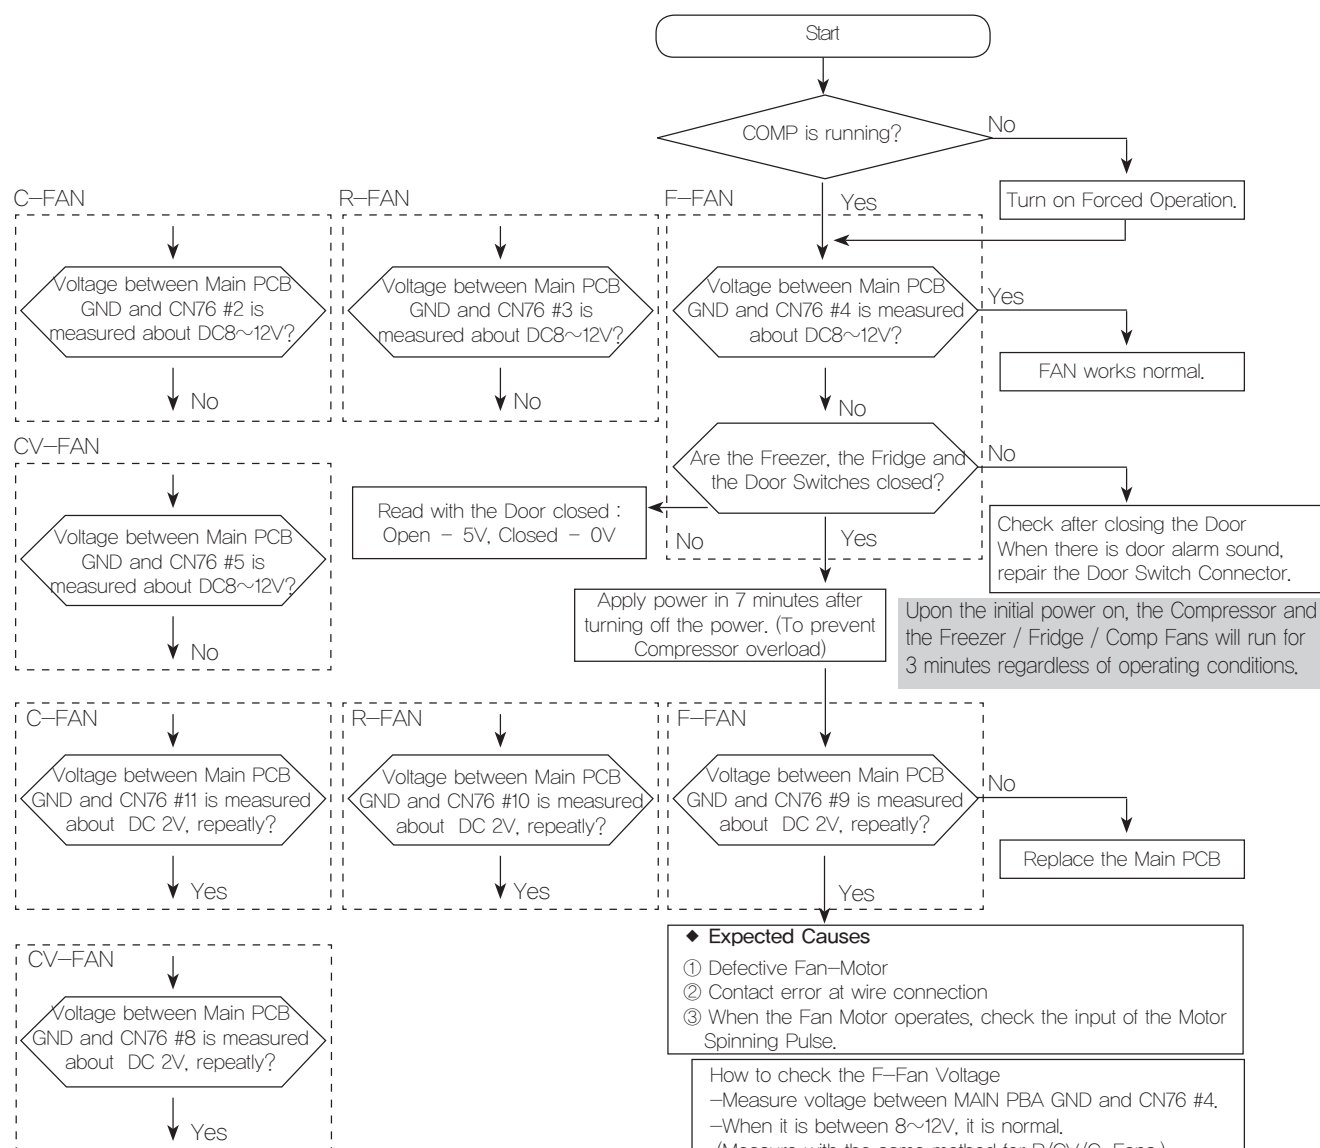 Start
COMP is running?
No
Turn on Forced Operation.
Yes
C–FAN
Voltage between Main PCB
GND and CN76 #2 is
measured about DC8～12V?
No
R–FAN
Voltage between Main PCB
GND and CN76 #3 is
measured about DC8～12V?
No
F–FAN
Voltage between Main PCB
GND and CN76 #4 is measured
about DC8～12V?
Yes
FAN works normal.
No
Are the Freezer, the Fridge and
the Door Switches closed?
No
Check after closing the Door
When there is door alarm sound,
repair the Door Switch Connector.
No
Read with the Door closed :
Open – 5V, Closed – 0V
Yes
CV–FAN
Voltage between Main PCB
GND and CN76 #5 is
measured about DC8～12V?
No
Apply power in 7 minutes after
turning off the power. (To prevent
Compressor overload)
Upon the initial power on, the Compressor and
the Freezer / Fridge / Comp Fans will run for
3 minutes regardless of operating conditions.
C–FAN
Voltage between Main PCB
GND and CN76 #11 is measured
about DC 2V, repeatly?
Yes
R–FAN
Voltage between Main PCB
GND and CN76 #10 is measured
about DC 2V, repeatly?
Yes
F–FAN
Voltage between Main PCB
GND and CN76 #9 is measured
about DC 2V, repeatly?
No
Replace the Main PCB
Yes
CV–FAN
Voltage between Main PCB
GND and CN76 #8 is measured
about DC 2V, repeatly?
Yes
◆ Expected Causes
① Defective Fan–Motor
② Contact error at wire connection
③ When the Fan Motor operates, check the input of the Motor
Spinning Pulse.
How to check the F–Fan Voltage
–Measure voltage between MAIN PBA GND and CN76 #4.
–When it is between 8～12V, it is normal.
(Measure with the same method for R/CV/C–Fans.)